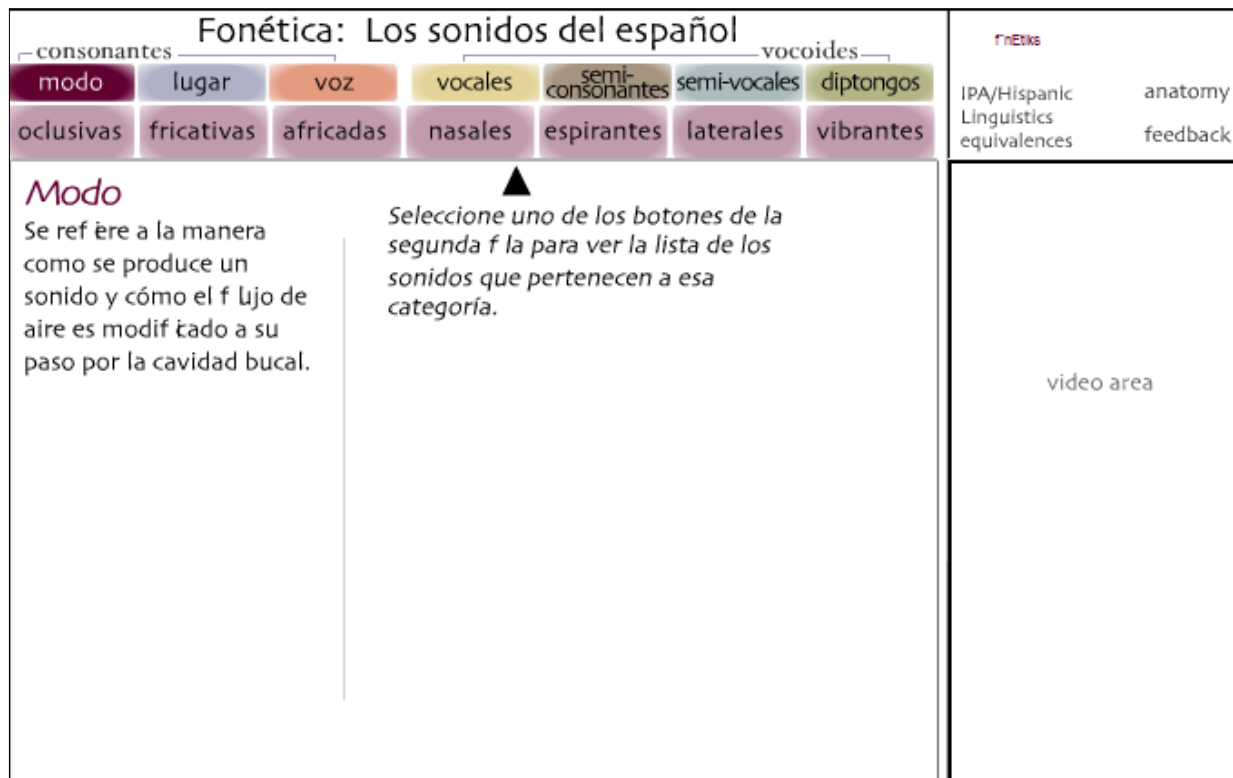 Fonética: Los sonidos del español
consonantes
vocoides
modo lugar voz vocales semi-consonantes semi-vocales diptongos
oclusivas fricativas africadas nasales espirantes laterales vibrantes
f¨nEtiks
IPA/Hispanic
Linguistics
equivalences
anatomy
feedback
Modo
Se ref iere a la manera
como se produce un
sonido y cómo el f lujo de
aire es modif icado a su
paso por la cavidad bucal.
Seleccione uno de los botones de la
segunda f la para ver la lista de los
sonidos que pertenecen a esa
categoría.
video area